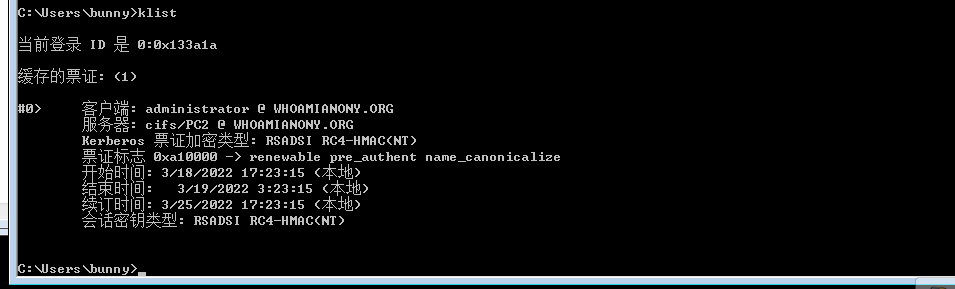 C:\Users\bunny>klist
当前登录 ID 是 0:0x133a1a
缓存的票证: (1)
#0> 客户端: administrator @ WHOAMIANONY.ORG
服务器: cifs/PC2 @ WHOAMIANONY.ORG
Kerberos 票证加密类型: RSADSI RC4-HMAC(NT)
票证标志 0xa10000 -> renewable pre_authent name_canonicalize
开始时间: 3/18/2022 17:23:15 (本地)
结束时间: 3/19/2022 3:23:15 (本地)
续订时间: 3/25/2022 17:23:15 (本地)
会话密钥类型: RSADSI RC4-HMAC(NT)
C:\Users\bunny>_